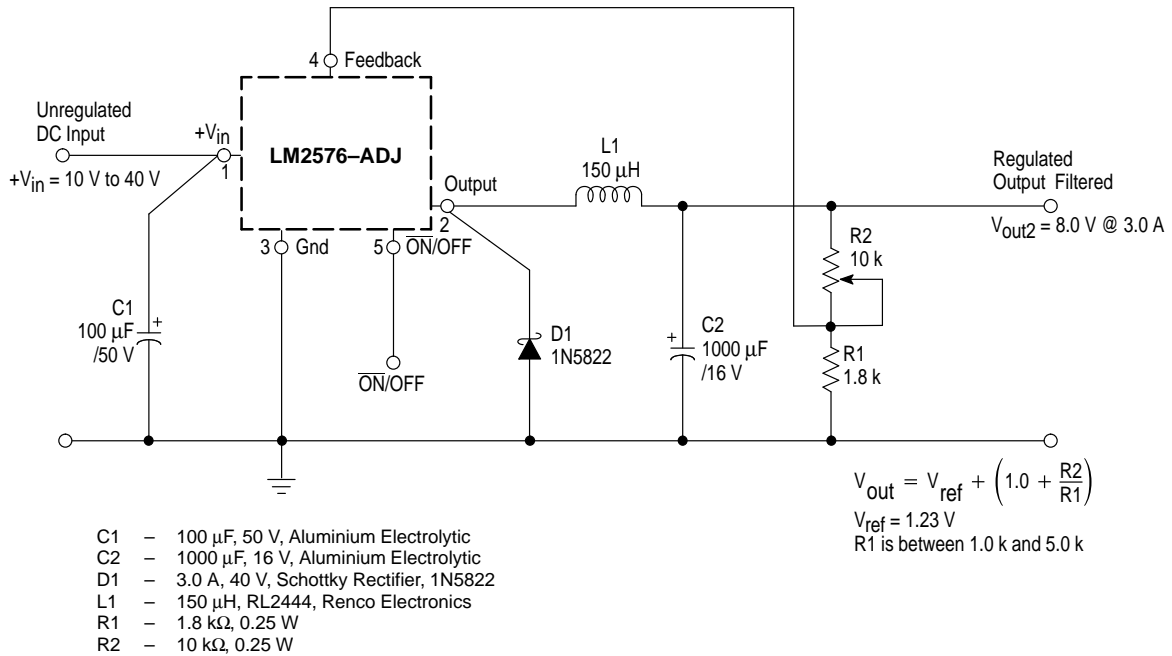 4 Feedback
Unregulated
DC Input
+Vin
1
LM2576–ADJ
+Vin = 10 V to 40 V
Output
2
L1
150 μH
Regulated
Output Filtered
Vout2 = 8.0 V @ 3.0 A
3 Gnd
5 ON/OFF
R2
10 k
C1
100 μF
/50 V
+
ON/OFF
D1
1N5822
+
C2
1000 μF
/16 V
R1
1.8 k
Vout = Vref + (1.0 + R2/R1)
Vref = 1.23 V
R1 is between 1.0 k and 5.0 k
C1 – 100 μF, 50 V, Aluminium Electrolytic
C2 – 1000 μF, 16 V, Aluminium Electrolytic
D1 – 3.0 A, 40 V, Schottky Rectifier, 1N5822
L1 – 150 μH, RL2444, Renco Electronics
R1 – 1.8 kΩ, 0.25 W
R2 – 10 kΩ, 0.25 W